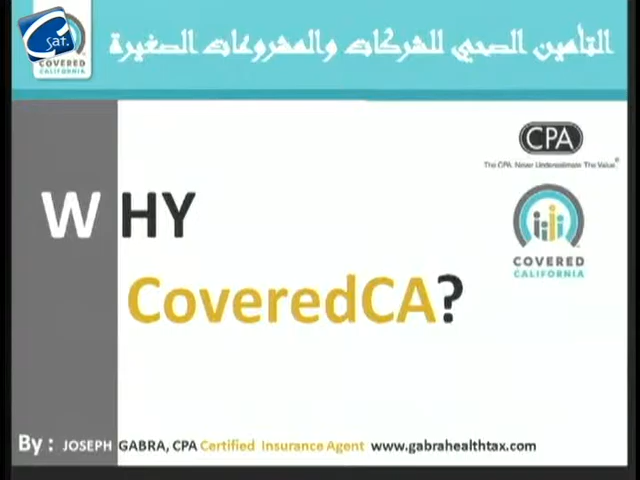 Sat.
COVERED
CALIFORNIA
التأمين الصحي للشركات والمشروعات الصغيرة
CPA
The CPA. Never Underestimate The Value®
WHY
COVERED
CALIFORNIA
CoveredCA?
By : JOSEPH GABRA, CPA Certified Insurance Agent www.gabrahealthtax.com